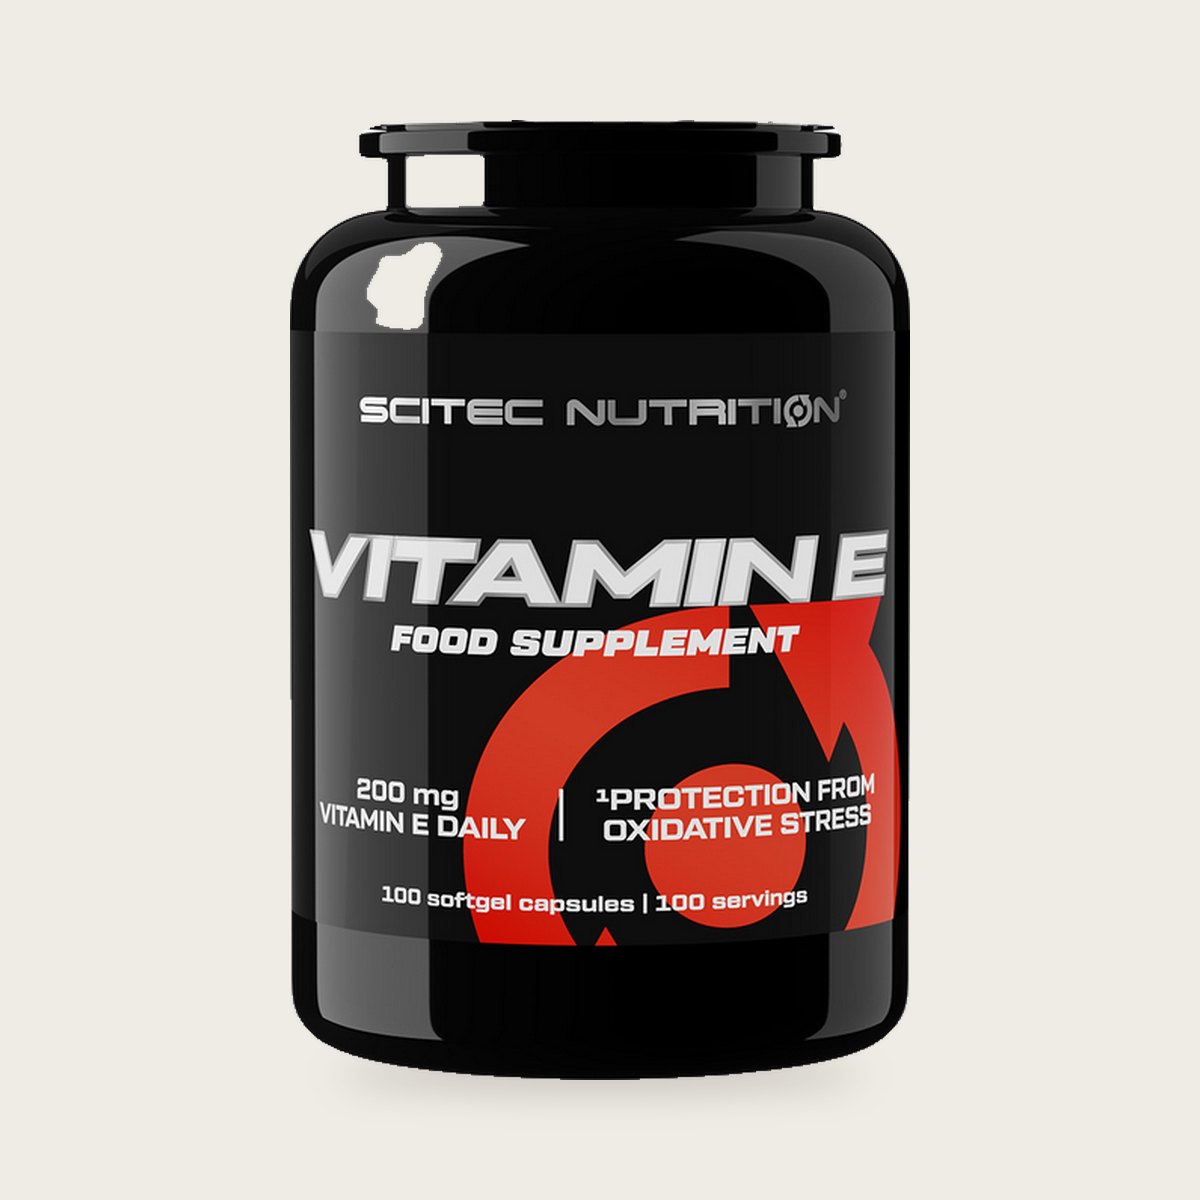 SCITEC NUTRITION®
VITAMIN E
FOOD SUPPLEMENT
200 mg
VITAMIN E DAILY
¹PROTECTION FROM
OXIDATIVE STRESS
100 softgel capsules | 100 servings